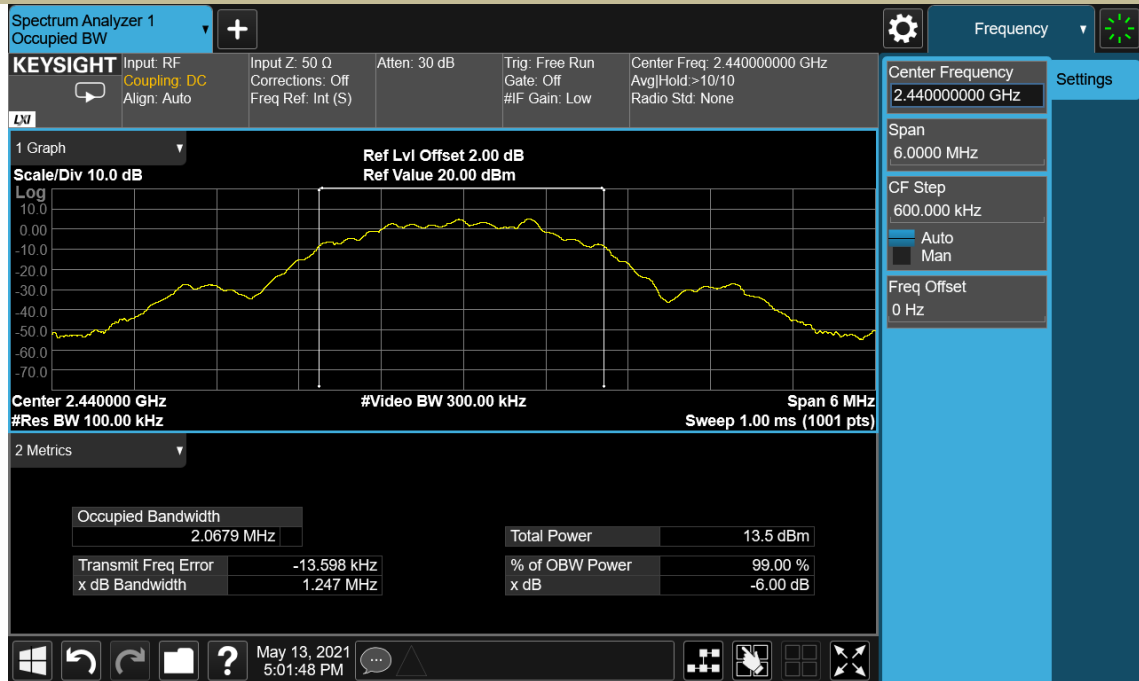 Spectrum Analyzer 1
Occupied BW
Frequency
KEYSIGHT
LXI
Input: RF
Coupling: DC
Align: Auto
Input Z: 50 Ω
Corrections: Off
Freq Ref: Int (S)
Atten: 30 dB
Trig: Free Run
Gate: Off
#IF Gain: Low
Center Freq: 2.440000000 GHz
Avg|Hold:>10/10
Radio Std: None
Center Frequency
2.440000000 GHz
Settings
Span
6.0000 MHz
CF Step
600.000 kHz
Auto
Man
Freq Offset
0 Hz
1 Graph
Scale/Div 10.0 dB
Ref Lvl Offset 2.00 dB
Ref Value 20.00 dBm
Log
10.0
0.00
-10.0
-20.0
-30.0
-40.0
-50.0
-60.0
-70.0
Center 2.440000 GHz
#Video BW 300.00 kHz
Span 6 MHz
#Res BW 100.00 kHz
Sweep 1.00 ms (1001 pts)
2 Metrics
Occupied Bandwidth
2.0679 MHz
Total Power 13.5 dBm
Transmit Freq Error -13.598 kHz
% of OBW Power 99.00 %
x dB Bandwidth 1.247 MHz
x dB -6.00 dB
?
May 13, 2021
5:01:48 PM